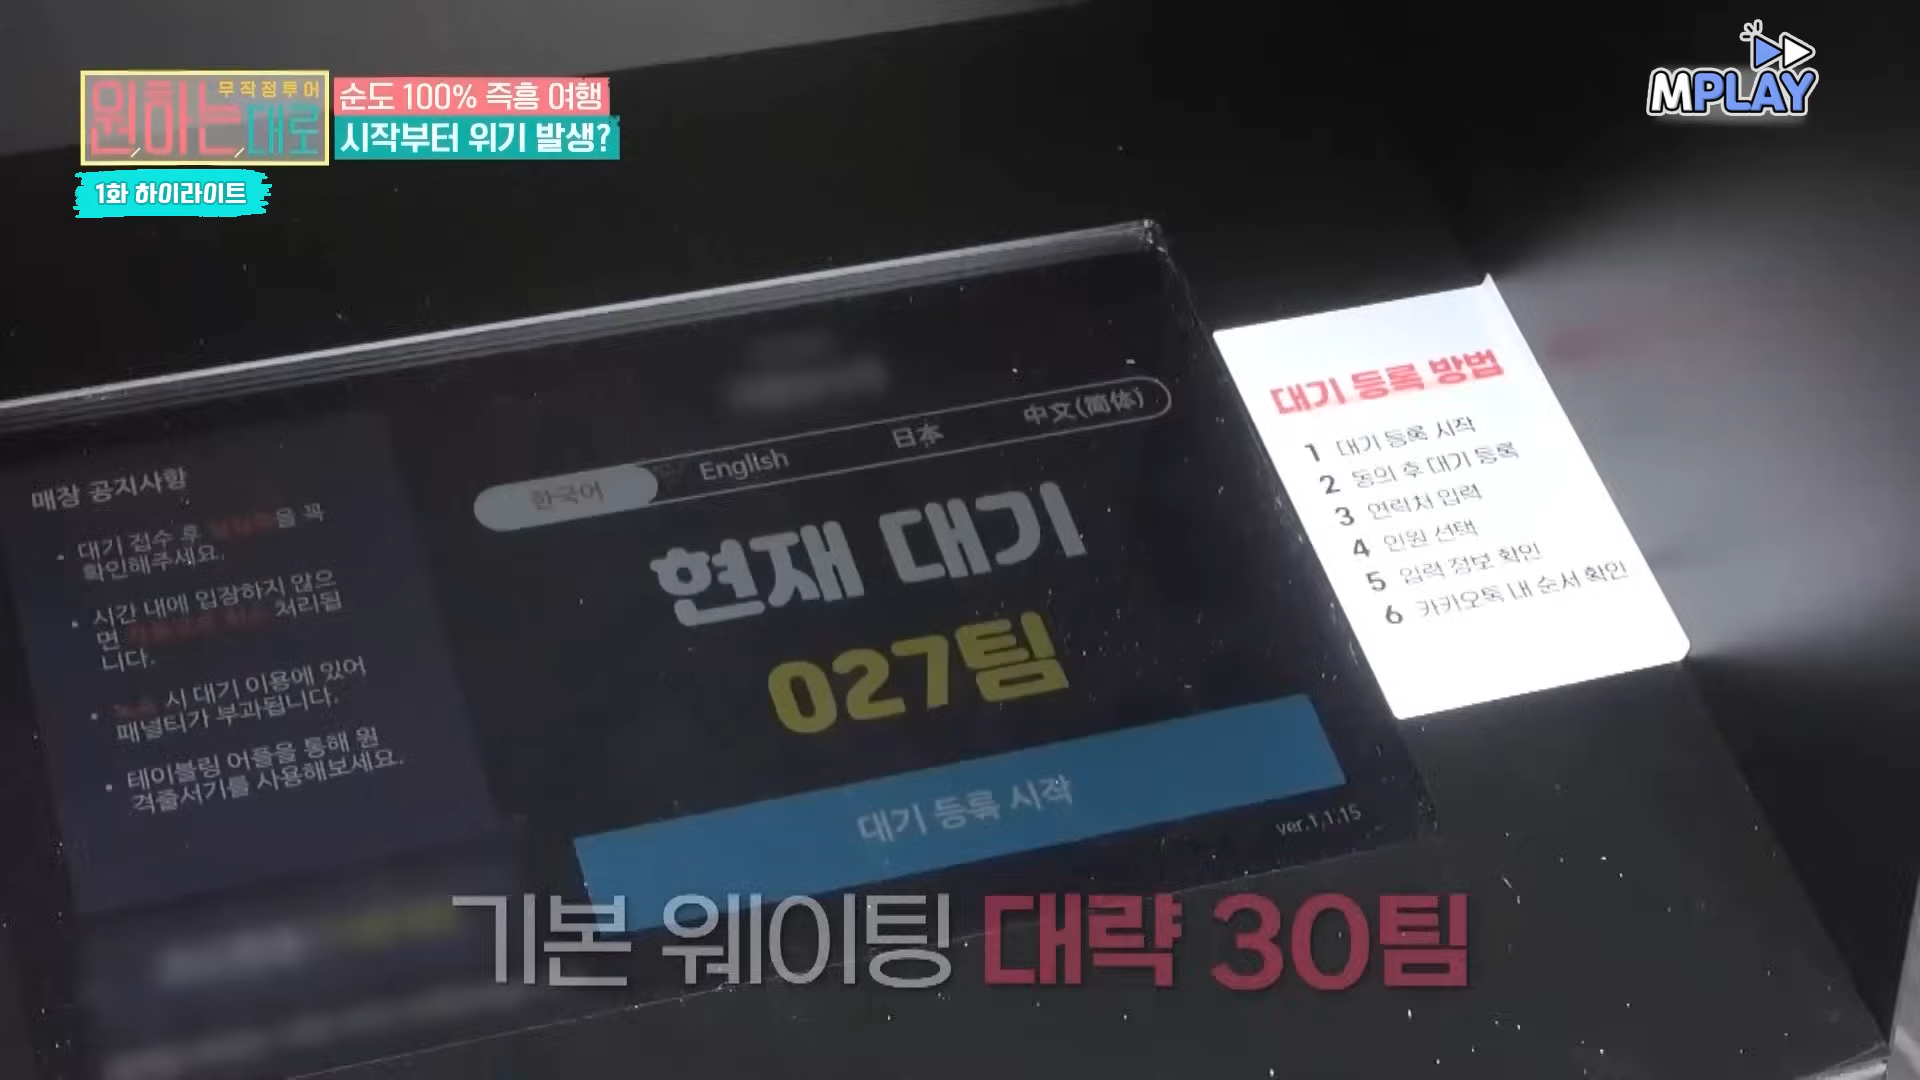 무작정투어
원하는대로
순도 100% 즉흥 여행
시작부터 위기 발생?
1화 하이라이트
MPLAY
매장 공지사항
• 대기 접수 후 을 꼭
확인해주세요.
• 시간 내에 입장하지 않으
면 처리됩
니다.
• 시 대기 이용에 있어
패널티가 부과됩니다.
• 테이블링 어플을 통해 원
격줄서기를 사용해보세요.
한국어 English 日本 中文(简体)
현재 대기
027팀
대기 등록 시작
ver.1.1.15
대기 등록 방법
1 대기 등록 시작
2 동의 후 대기 등록
3 연락처 입력
4 인원 선택
5 입력 정보 확인
6 카카오톡 내 순서 확인
기본 웨이팅 대략 30팀